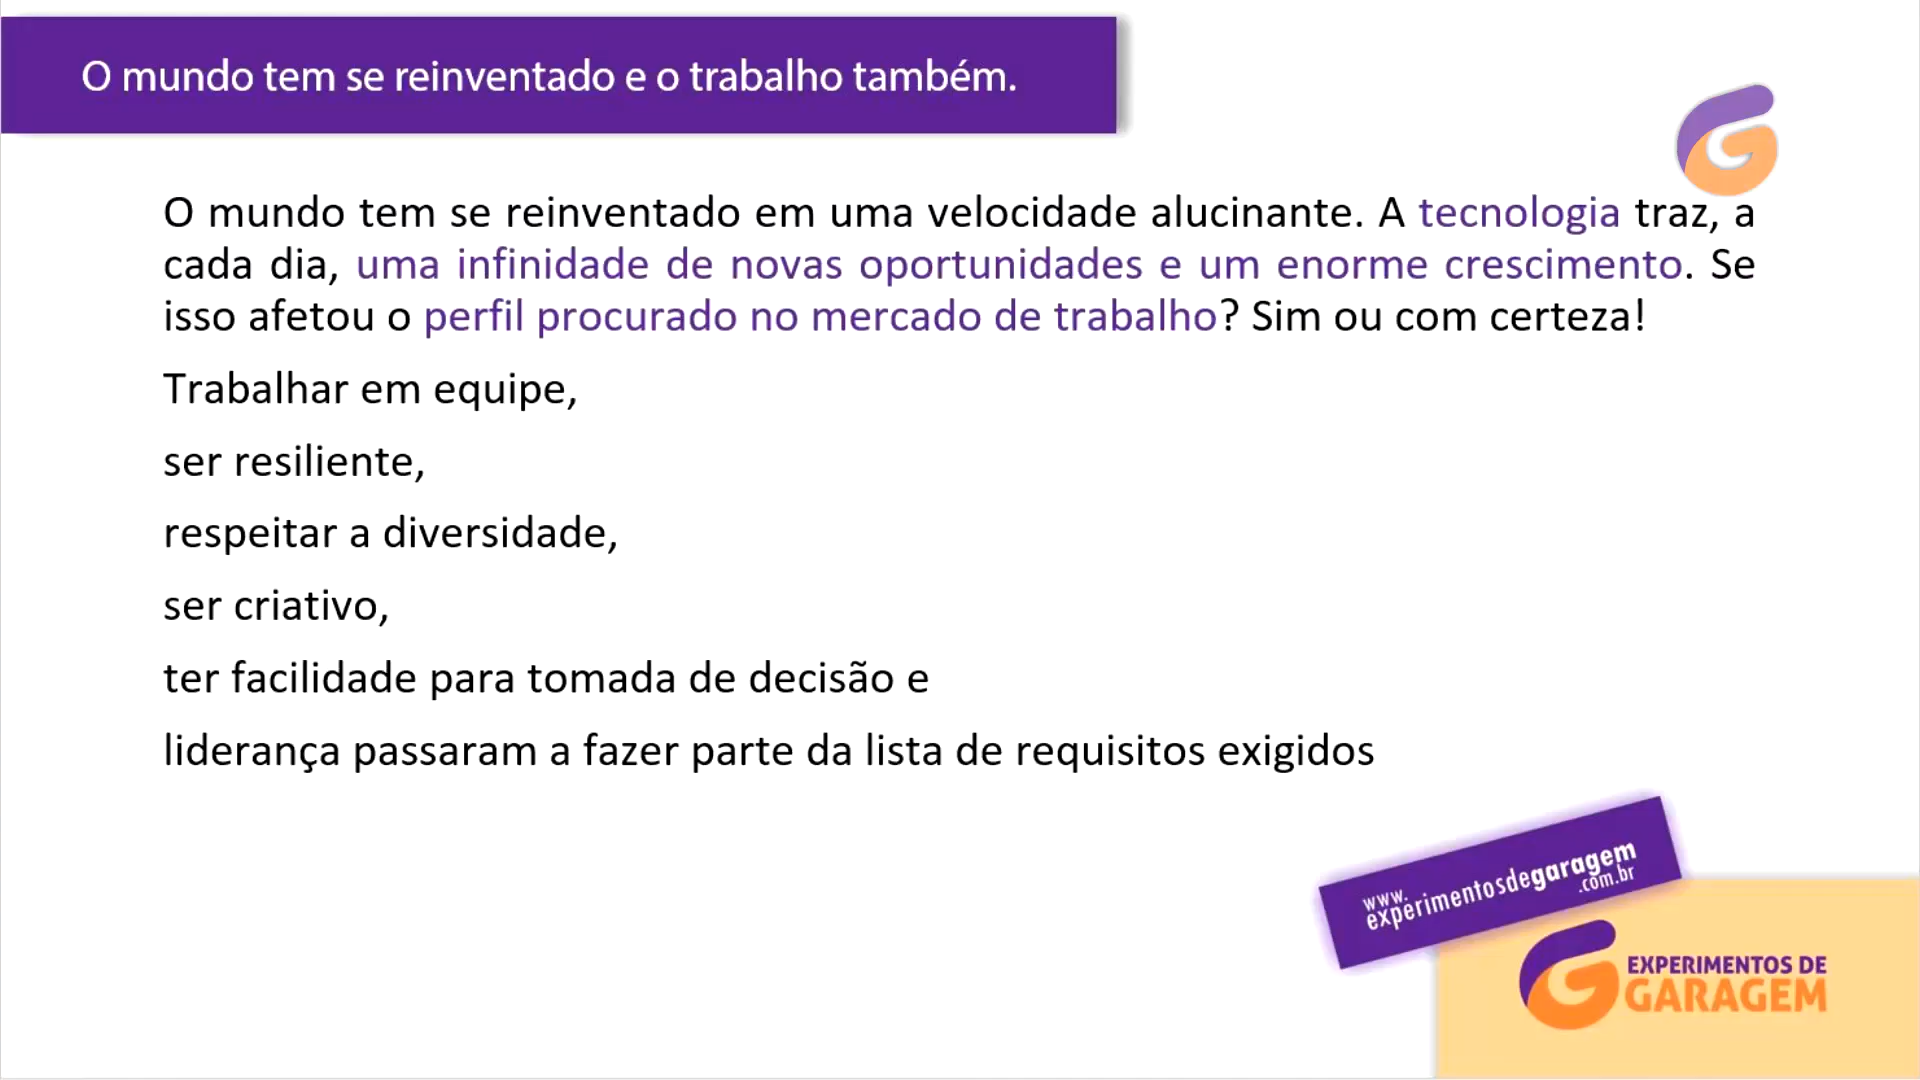 O mundo tem se reinventado e o trabalho também.
O mundo tem se reinventado em uma velocidade alucinante. A tecnologia traz, a
cada dia, uma infinidade de novas oportunidades e um enorme crescimento. Se
isso afetou o perfil procurado no mercado de trabalho? Sim ou com certeza!
Trabalhar em equipe,
ser resiliente,
respeitar a diversidade,
ser criativo,
ter facilidade para tomada de decisão e
liderança passaram a fazer parte da lista de requisitos exigidos
www.
experimentosdegaragem
.com.br
EXPERIMENTOS DE
GARAGEM